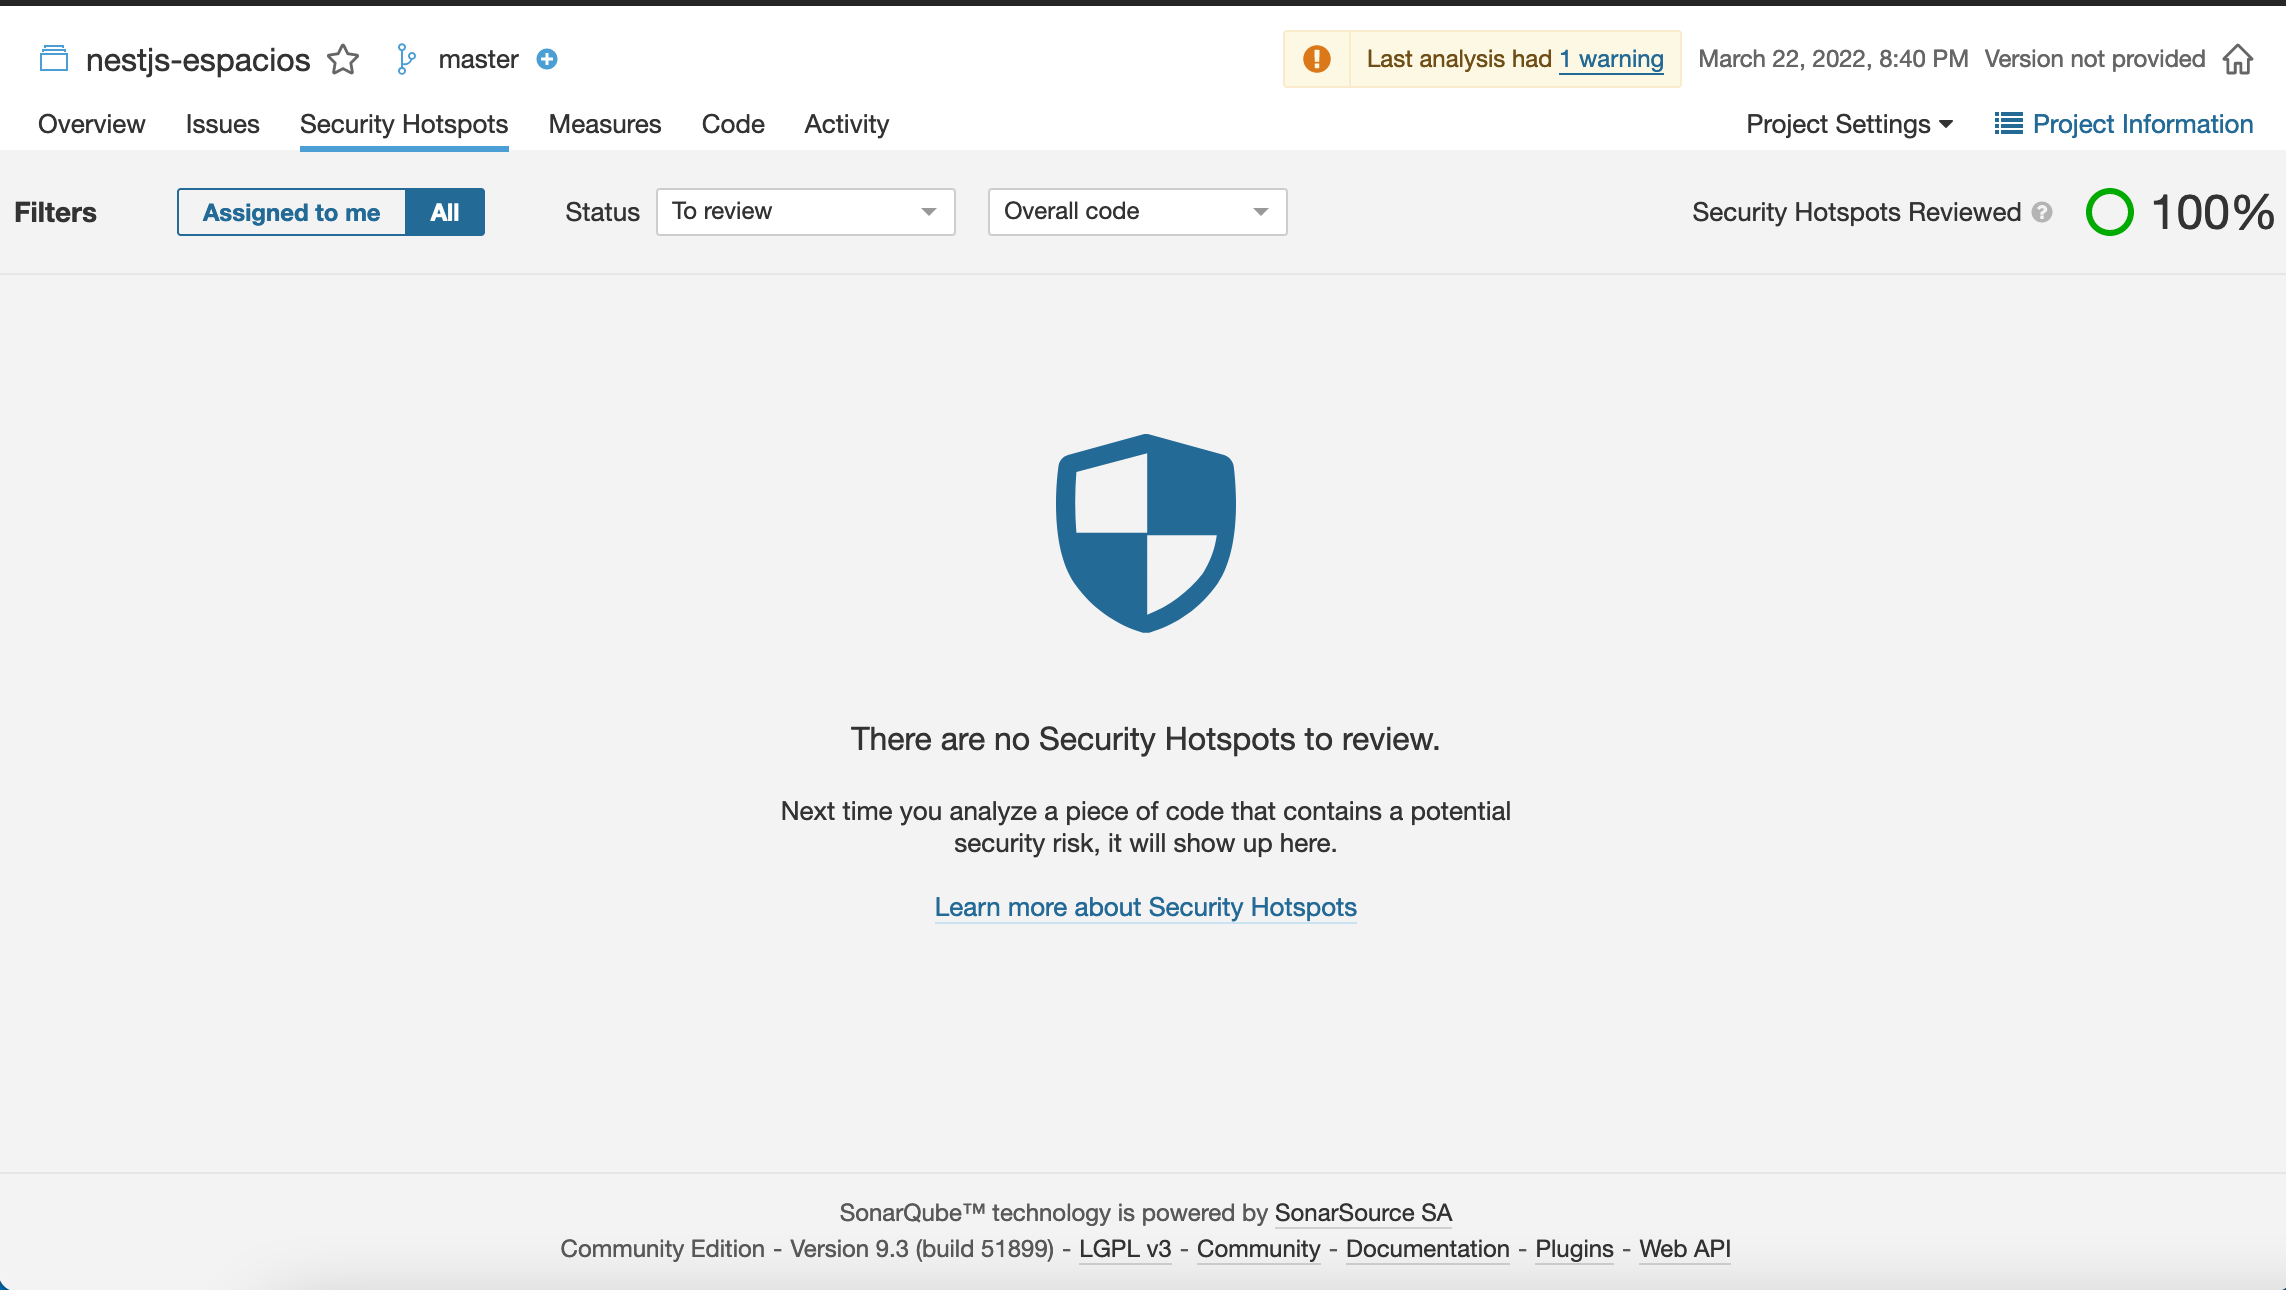 nestjs-espacios master Last analysis had 1 warning March 22, 2022, 8:40 PM Version not provided
Overview Issues Security Hotspots Measures Code Activity Project Settings Project Information
Filters Assigned to me All Status To review Overall code Security Hotspots Reviewed ? 100%
There are no Security Hotspots to review.
Next time you analyze a piece of code that contains a potential
security risk, it will show up here.
Learn more about Security Hotspots
SonarQube™ technology is powered by SonarSource SA
Community Edition - Version 9.3 (build 51899) - LGPL v3 - Community - Documentation - Plugins - Web API